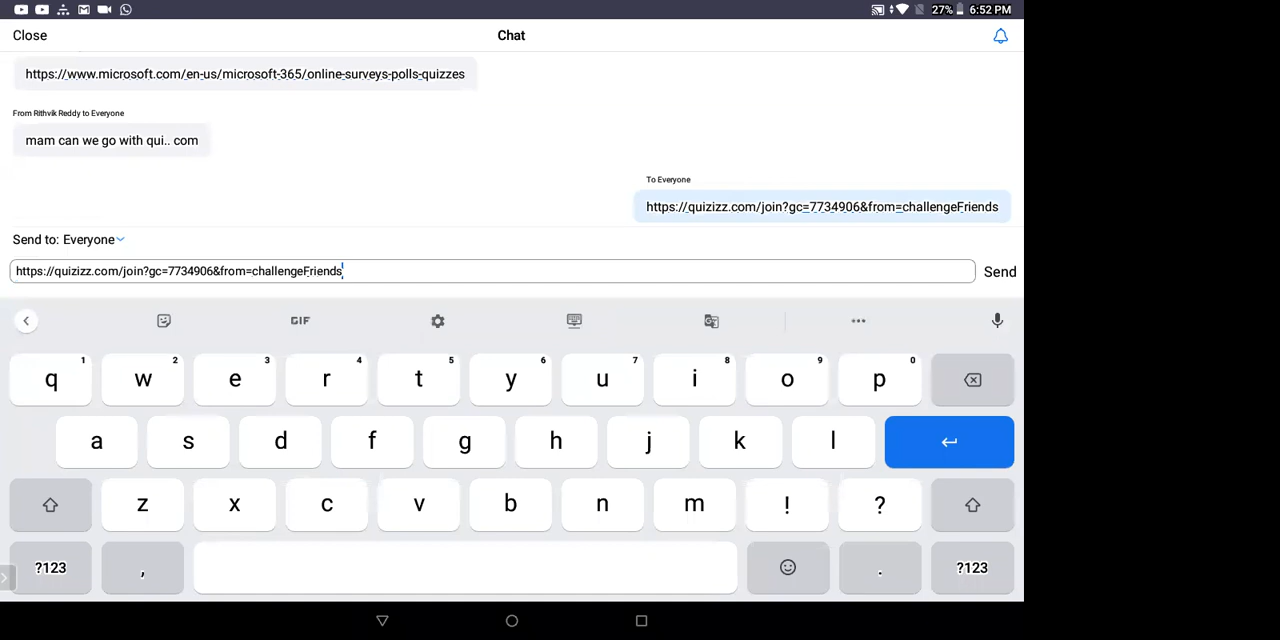 27% 6:52 PM
Close Chat
https://www.microsoft.com/en-us/microsoft-365/online-surveys-polls-quizzes
From Rithvik Reddy to Everyone
mam can we go with qui.. com
To Everyone
https://quizizz.com/join?gc=7734906&from=challengeFriends
Send to: Everyone
https://quizizz.com/join?gc=7734906&from=challengeFriends Send
GIF
q 1 w 2 e 3 r 4 t 5 y 6 u 7 i 8 o 9 p 0
a s d f g h j k l
z x c v b n m ! ?
?123 , . ?123